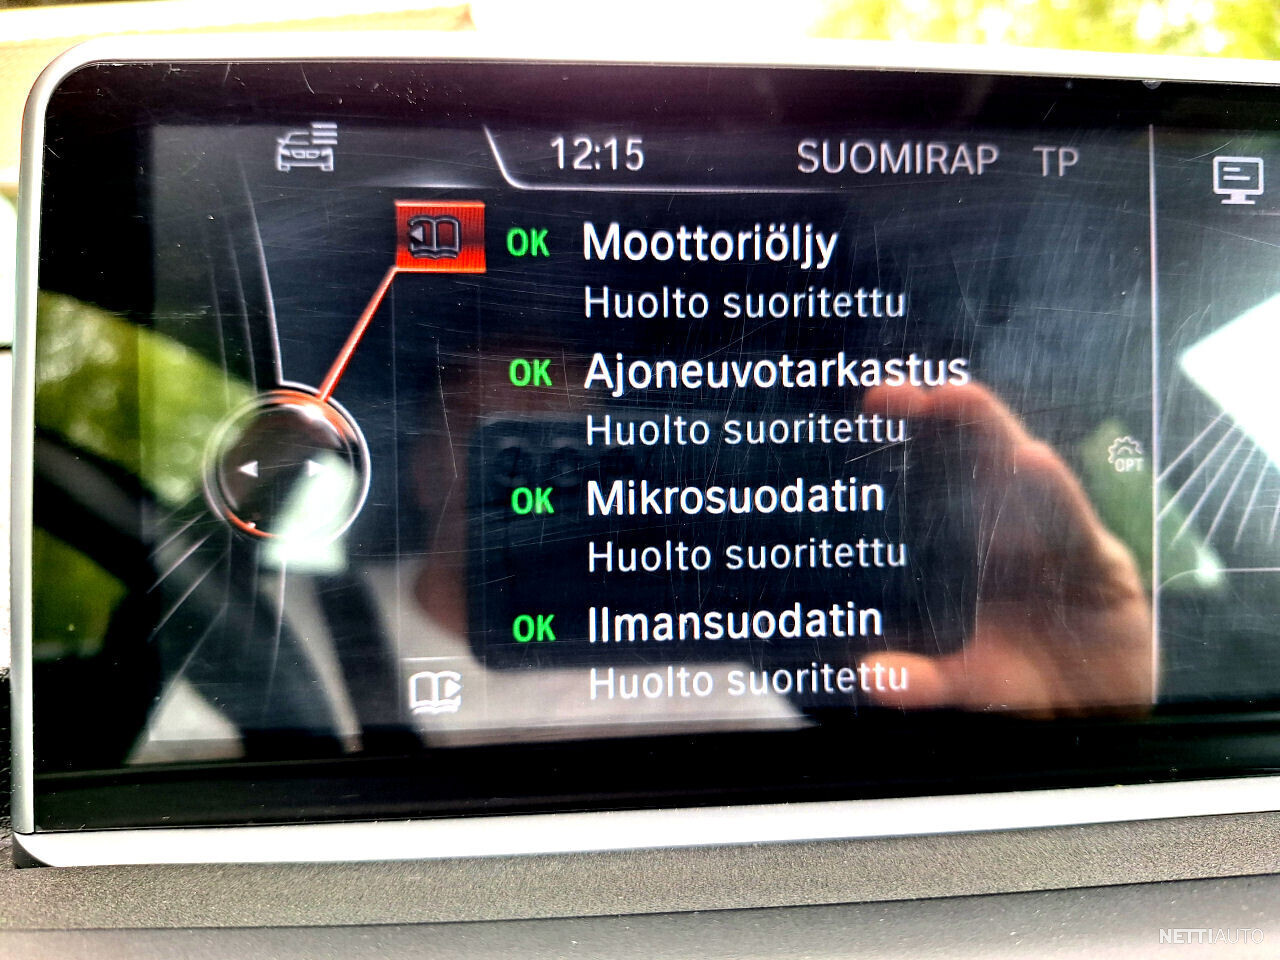 12:15 SUOMIRAP TP
OK Moottoriöljy
Huolto suoritettu
OK Ajoneuvotarkastus
Huolto suoritettu
OK Mikrosuodatin
Huolto suoritettu
OK Ilmansuodatin
Huolto suoritettu
OPT
NETTIAUTO